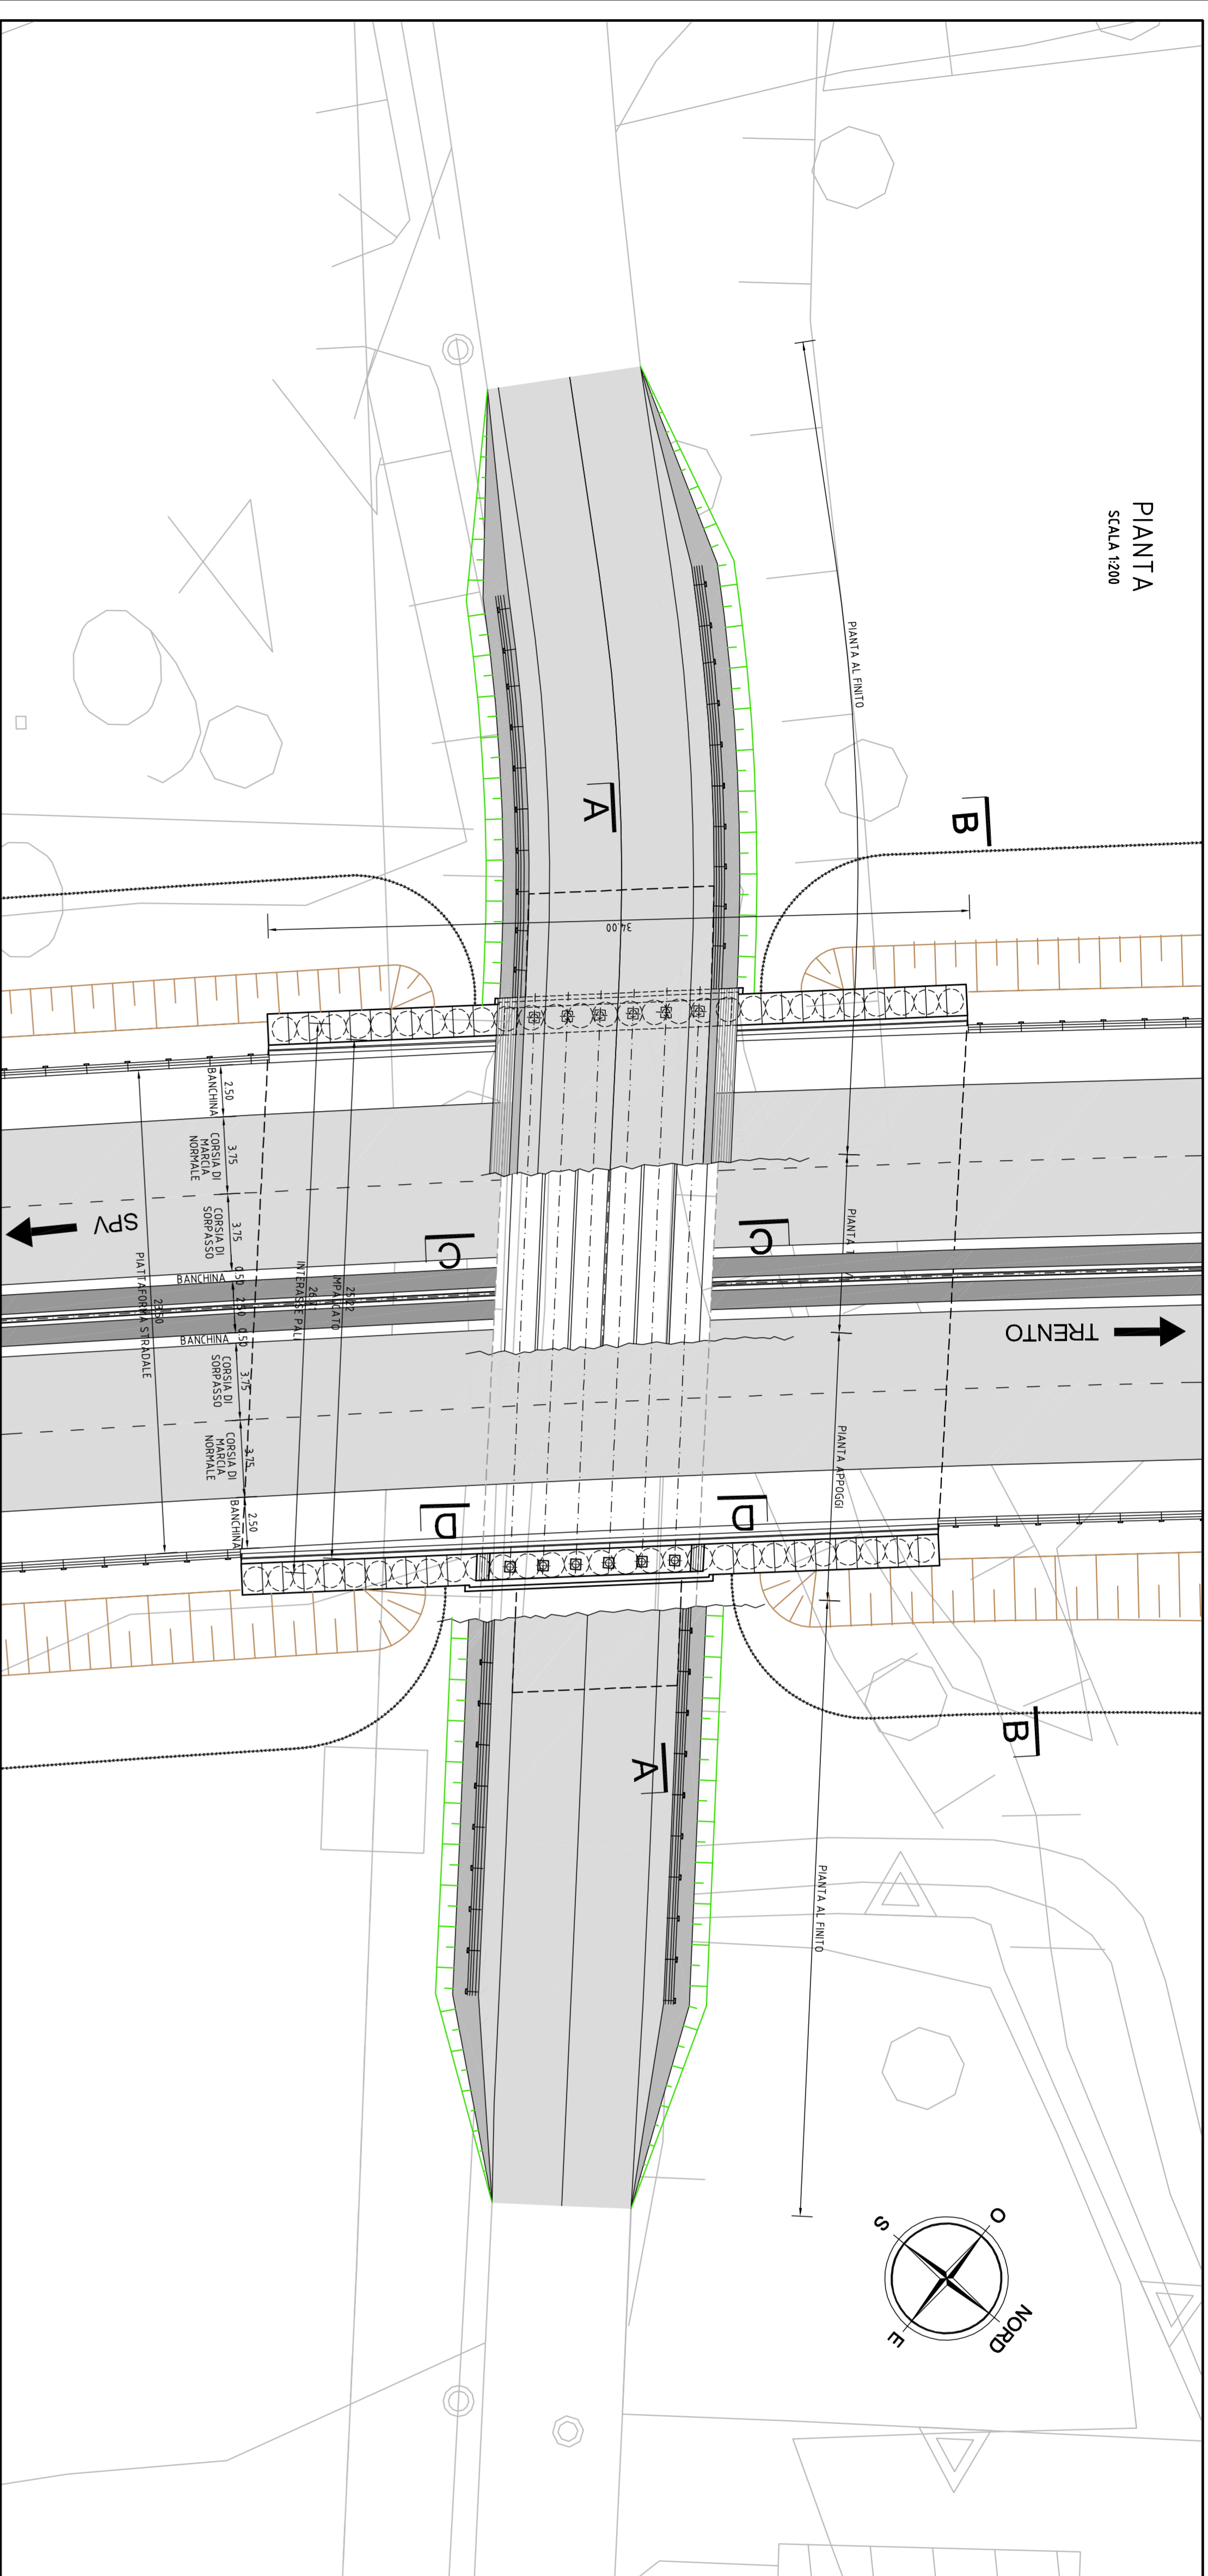 PIANTA
SCALA 1:200
PIANTA AL FINITO
A
B
34.00
2.50
BANCHINA
3.75
CORSIA DI
MARCIA
NORMALE
3.75
CORSIA DI
SORPASSO
SPV
C
C
PIANTA
0.50
BANCHINA
0.50
BANCHINA
PIATTAFORMA STRADALE
INTERASSE PALI
IMPALCATO
TRENTO
3.75
CORSIA DI
SORPASSO
3.75
CORSIA DI
MARCIA
NORMALE
2.50
BANCHINA
PIANTA APPOGGI
D
D
B
A
PIANTA AL FINITO
S
O
E
NORD